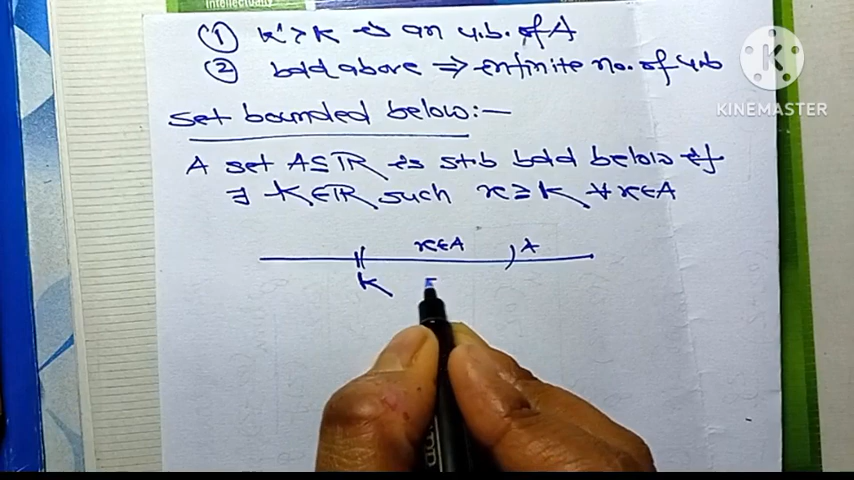 Intellectually
① K' > K is an u.b. of A
② bdd above ⇒ infinite no. of u.b
KINEMASTER
Set bounded below:—
A set A ⊆ ℝ is s.t.b bdd below if
∃ K ∈ ℝ such x ≥ K ∀ x ∈ A
x ∈ A A
K